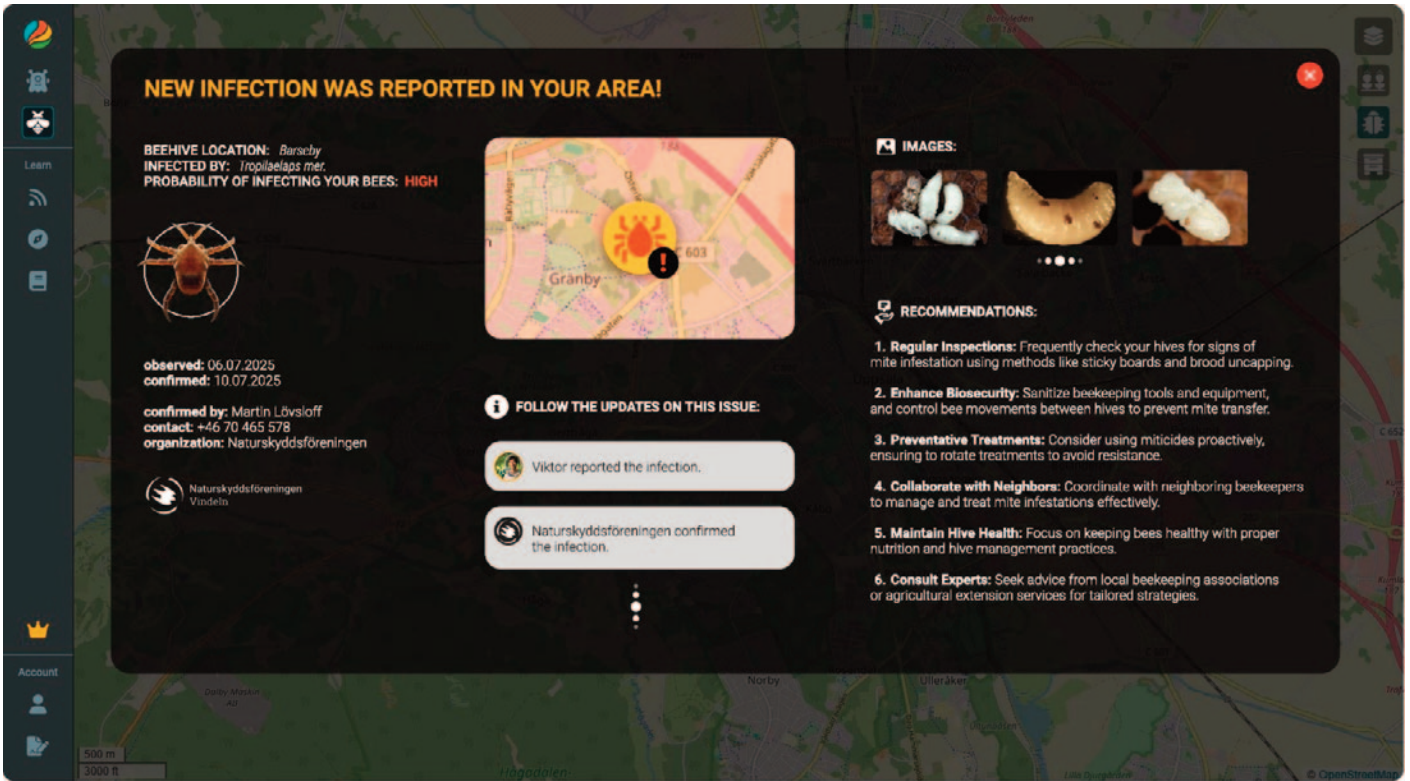 NEW INFECTION WAS REPORTED IN YOUR AREA!
BEEHIVE LOCATION: Barseby
INFECTED BY: Tropilaelaps mer.
PROBABILITY OF INFECTING YOUR BEES: HIGH
observed: 06.07.2025
confirmed: 10.07.2025
confirmed by: Martin Lövsloff
contact: +46 70 465 578
organization: Naturskyddsföreningen
Naturskyddsföreningen
Vindeln
C 603
Gränby
!
FOLLOW THE UPDATES ON THIS ISSUE:
Viktor reported the infection.
Naturskyddsföreningen confirmed
the infection.
IMAGES:
RECOMMENDATIONS:
1. Regular Inspections: Frequently check your hives for signs of
mite infestation using methods like sticky boards and brood uncapping.
2. Enhance Biosecurity: Sanitize beekeeping tools and equipment,
and control bee movements between hives to prevent mite transfer.
3. Preventative Treatments: Consider using miticides proactively,
ensuring to rotate treatments to avoid resistance.
4. Collaborate with Neighbors: Coordinate with neighboring beekeepers
to manage and treat mite infestations effectively.
5. Maintain Hive Health: Focus on keeping bees healthy with proper
nutrition and hive management practices.
6. Consult Experts: Seek advice from local beekeeping associations
or agricultural extension services for tailored strategies.
Learn
Account
Norby
Ulleråker
500 m
3000 ft
© OpenStreetMap